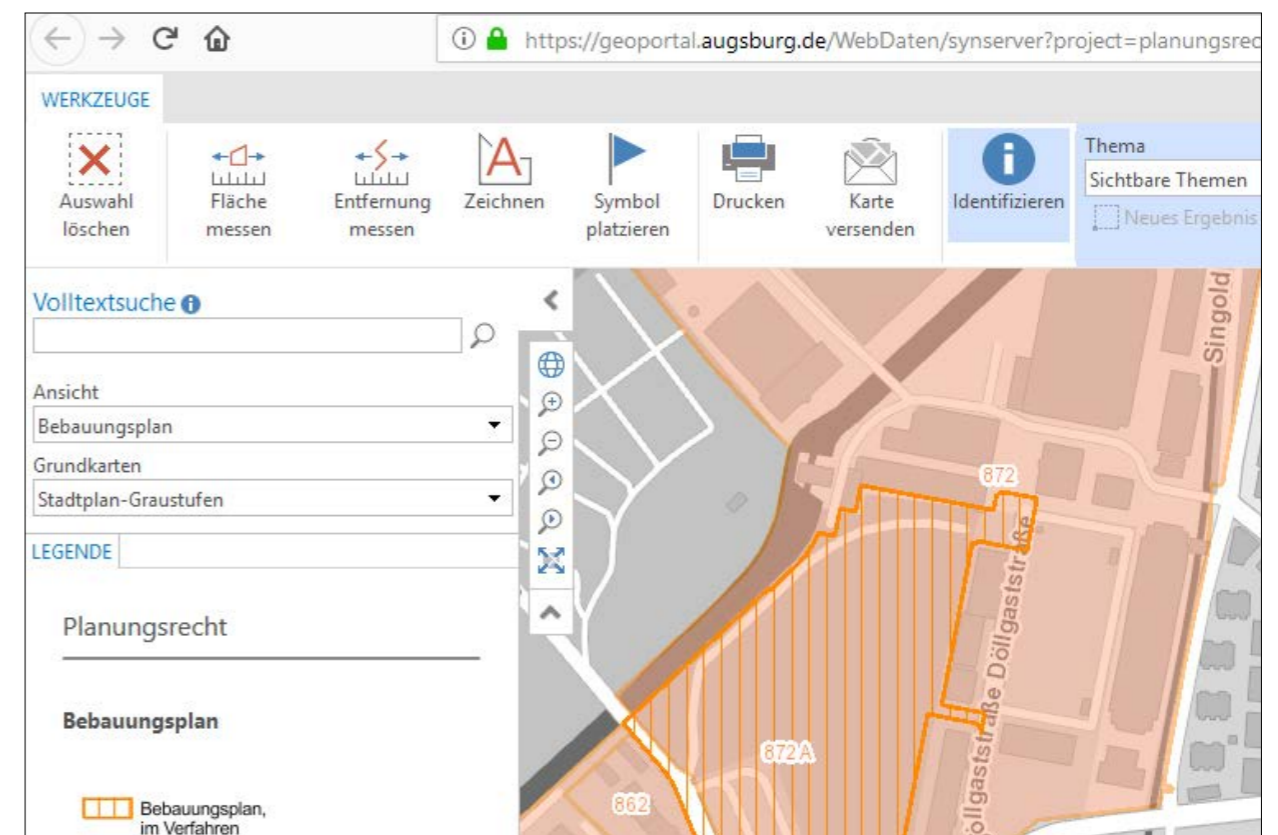 https://geoportal.augsburg.de/WebDaten/synserver?project=planungsrec
WERKZEUGE
Auswahl
löschen
Fläche
messen
Entfernung
messen
Zeichnen
Symbol
platzieren
Drucken
Karte
versenden
Identifizieren
Thema
Sichtbare Themen
Neues Ergebnis
Volltextsuche
Ansicht
Bebauungsplan
Grundkarten
Stadtplan-Graustufen
LEGENDE
Planungsrecht
Bebauungsplan
Bebauungsplan,
im Verfahren
Singold
872
Döllgaststraße
872 A
862